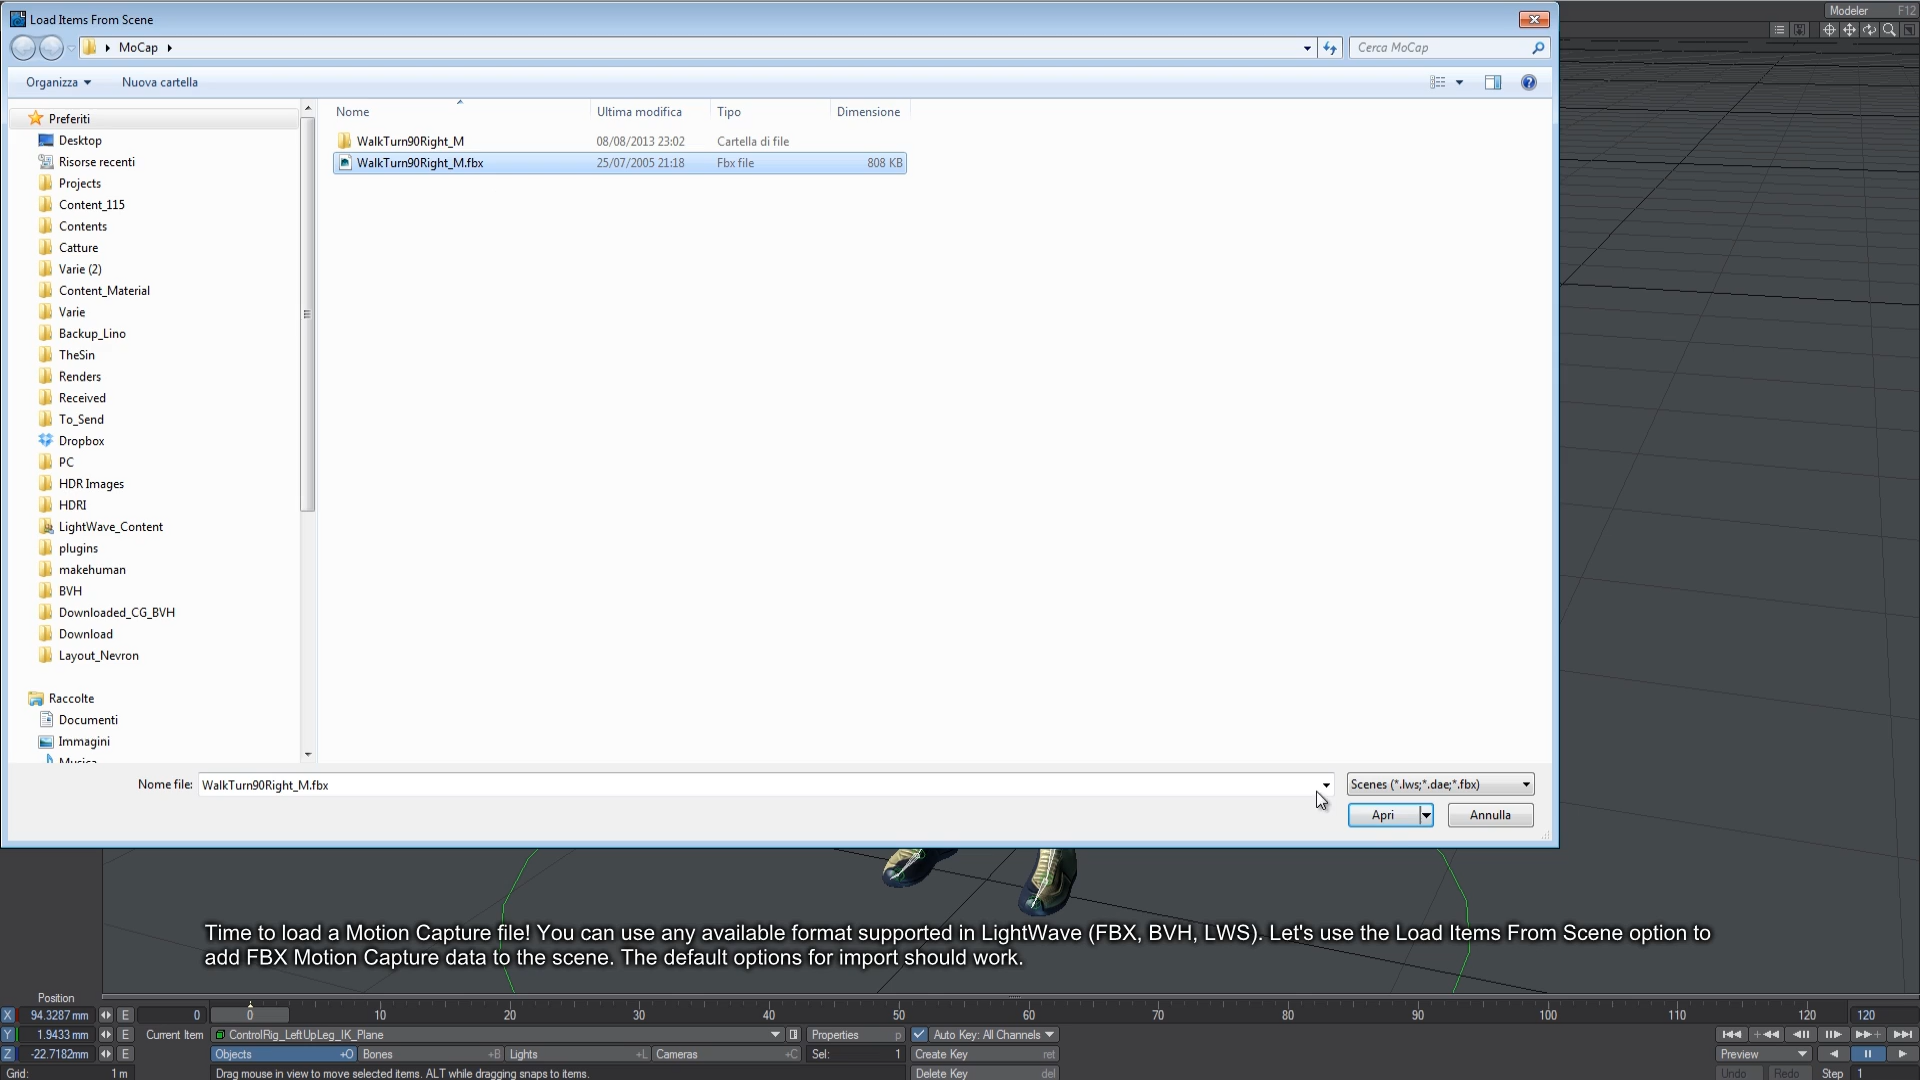 Load Items From Scene
Modeler F12
MoCap
Cerca MoCap
Organizza Nuova cartella
Nome Ultima modifica Tipo Dimensione
WalkTurn90Right_M 08/08/2013 23:02 Cartella di file
WalkTurn90Right_M.fbx 25/07/2005 21:18 Fbx file 808 KB
Preferiti
Desktop
Risorse recenti
Projects
Content_115
Contents
Catture
Varie (2)
Content_Material
Varie
Backup_Lino
TheSin
Renders
Received
To_Send
Dropbox
PC
HDR Images
HDRI
LightWave_Content
plugins
makehuman
BVH
Downloaded_CG_BVH
Download
Layout_Nevron
Raccolte
Documenti
Immagini
Musica
Nome file: WalkTurn90Right_M.fbx Scenes (*.lws;*.dae;*.fbx)
Apri Annulla
Time to load a Motion Capture file! You can use any available format supported in LightWave (FBX, BVH, LWS). Let's use the Load Items From Scene option to
add FBX Motion Capture data to the scene. The default options for import should work.
Position
X 94.3287 mm E 0 0 10 20 30 40 50 60 70 80 90 100 110 120 120
Y 1.9433 mm E Current Item ControlRig_LeftUpLeg_IK_Plane Properties p Auto Key: All Channels
Z -22.7182mm E Objects +O Bones +B Lights +L Cameras +C Sel: 1 Create Key ret Preview
Grid: 1 m Drag mouse in view to move selected items. ALT while dragging snaps to items. Delete Key del Undo Redo Step 1